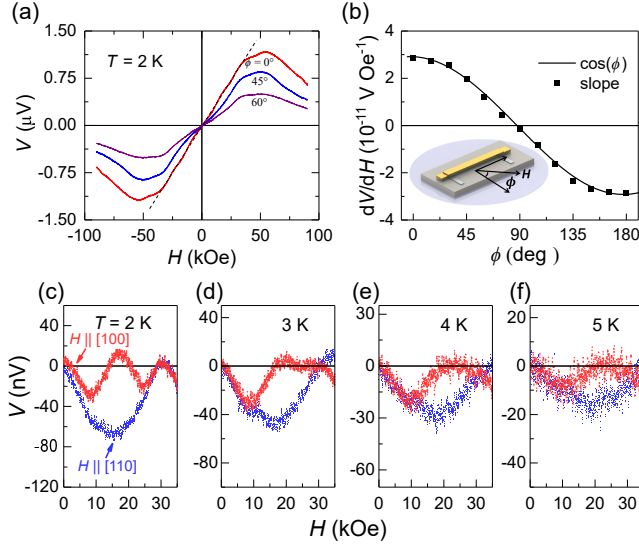 (a)
T = 2 K
ϕ = 0°
45°
60°
1.50
0.75
0.00
-0.75
-1.50
V (μV)
-100 -50 0 50 100
H (kOe)
(b)
cos(ϕ)
slope
4
2
0
-2
-4
dV/dH (10⁻¹¹ V Oe⁻¹)
H
ϕ
0 45 90 135 180
ϕ (deg )
(c)
T = 2 K
H || [100]
H || [110]
40
0
-40
-80
-120
V (nV)
0 10 20 30
(d)
3 K
40
0
-40
-80
0 10 20 30
(e)
4 K
30
0
-30
-60
0 10 20 30
(f)
5 K
20
0
-20
-40
0 10 20 30
H (kOe)